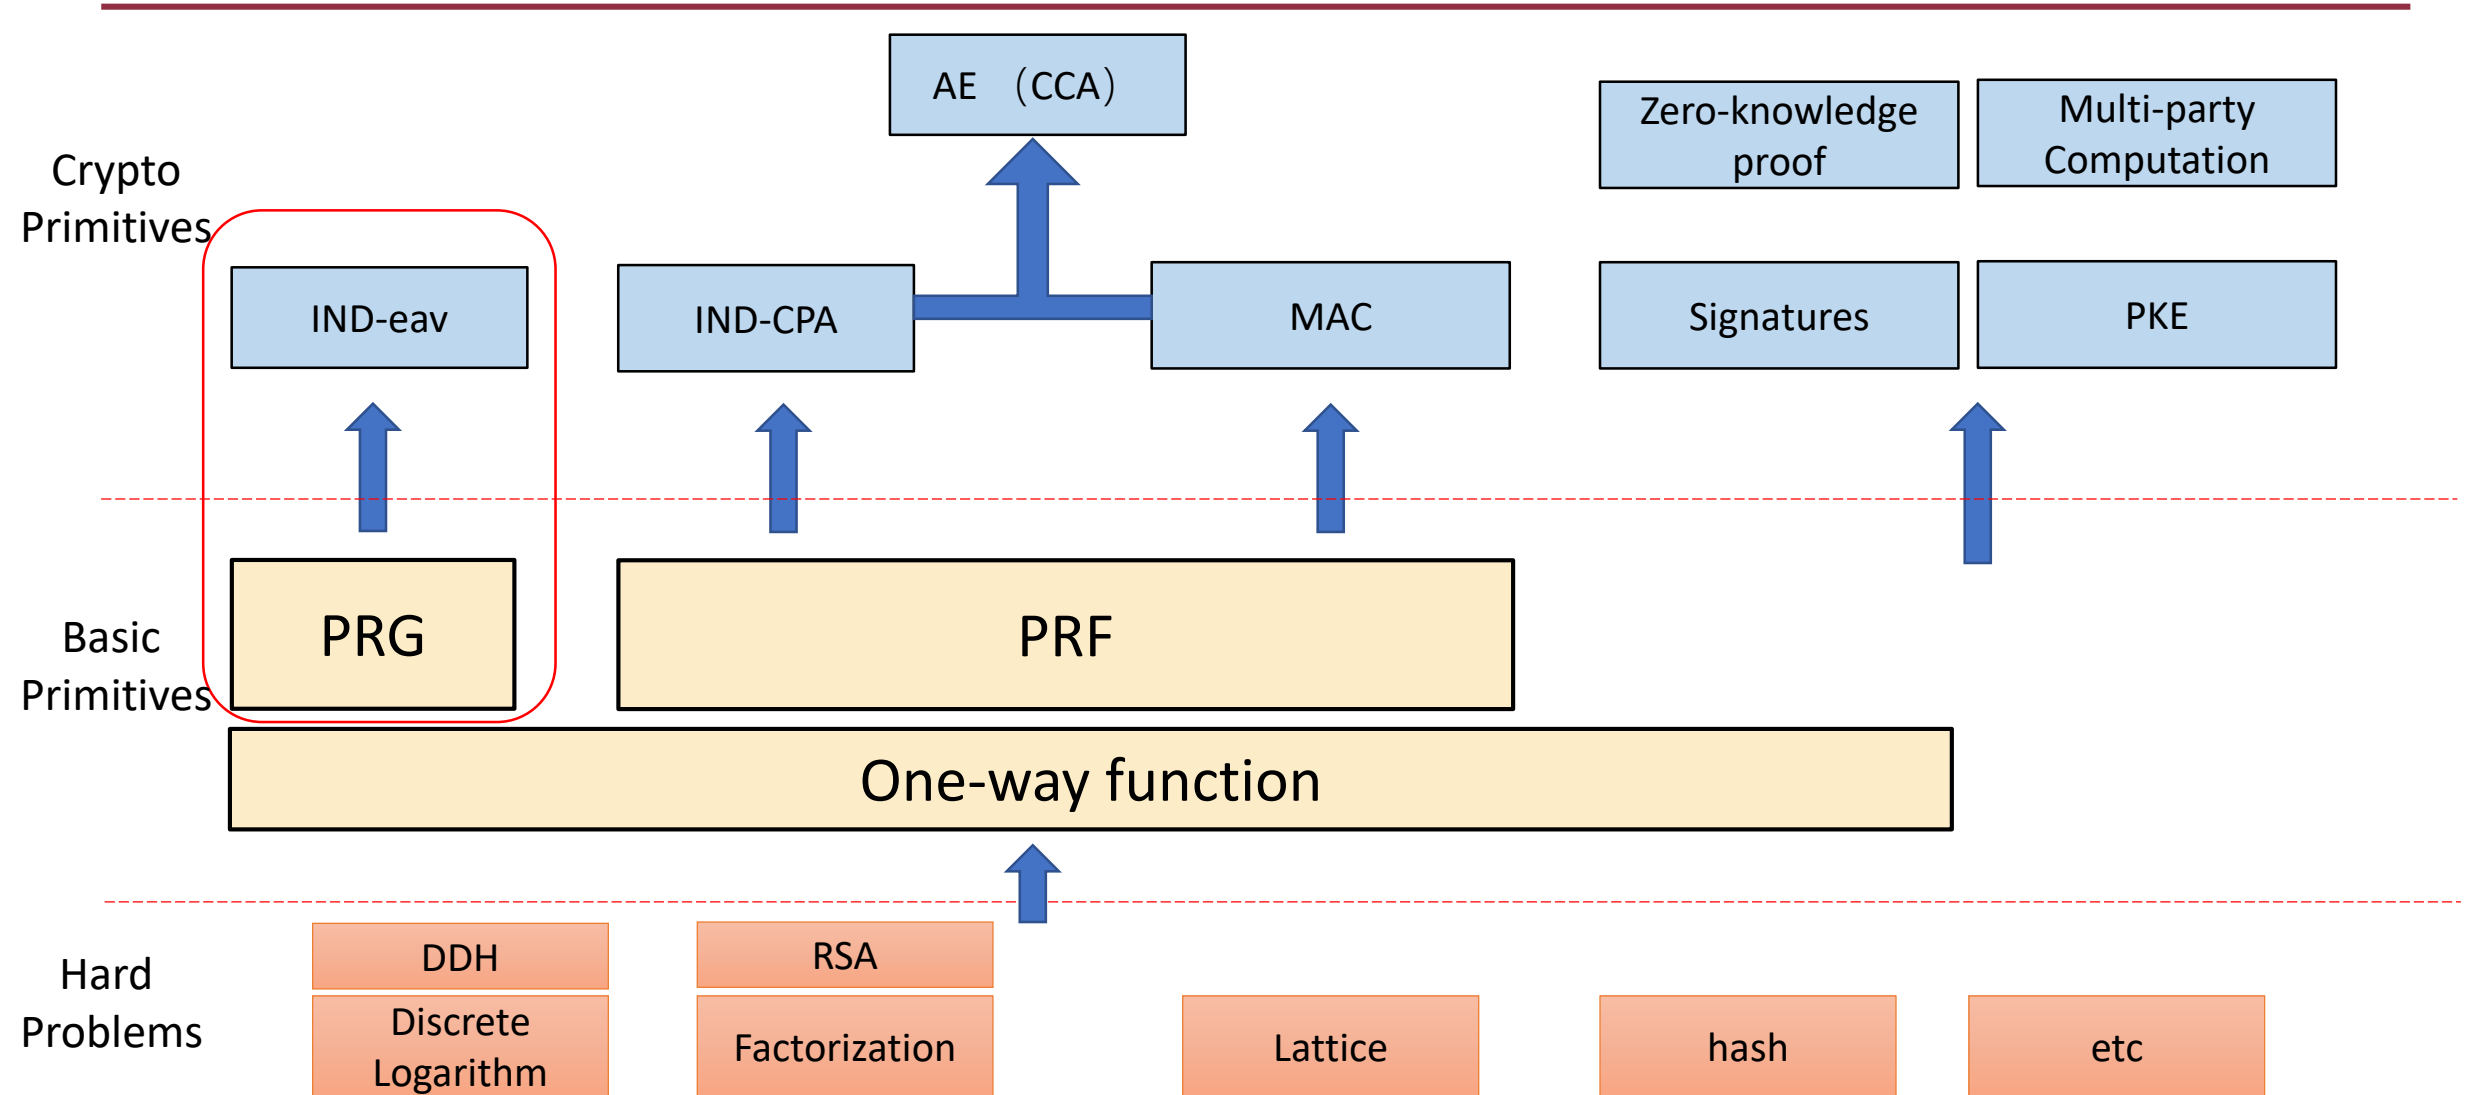 AE （CCA）
Zero-knowledge
proof
Multi-party
Computation
Crypto
Primitives
IND-eav
IND-CPA
MAC
Signatures
PKE
Basic
Primitives
PRG
PRF
One-way function
Hard
Problems
DDH
RSA
Discrete
Logarithm
Factorization
Lattice
hash
etc